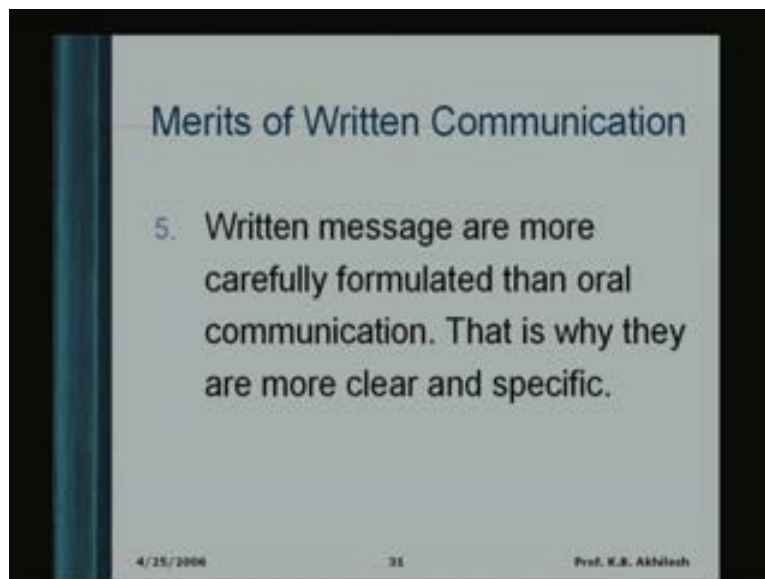 Merits of Written Communication
5. Written message are more
carefully formulated than oral
communication. That is why they
are more clear and specific.
4/25/2006 31 Prof. K.B. Akhilesh